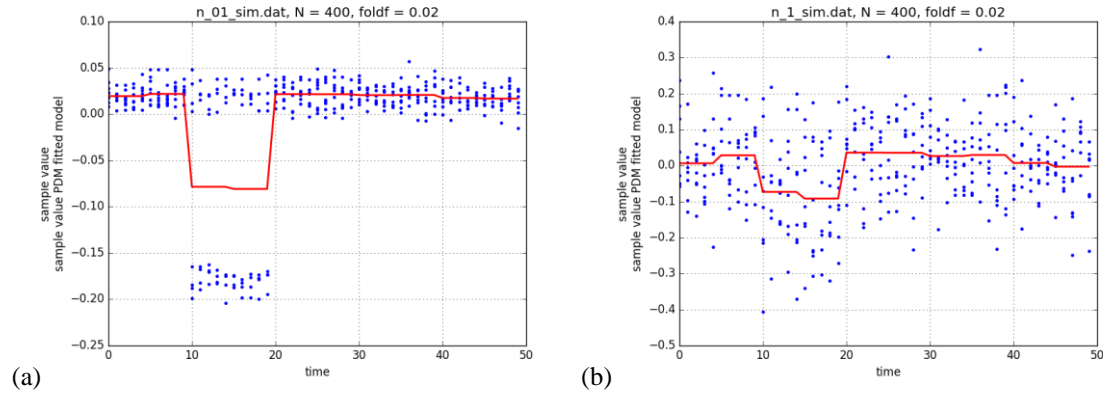 n_01_sim.dat, N = 400, foldf = 0.02
0.10
0.05
0.00
−0.05
−0.10
−0.15
−0.20
−0.25
sample value
sample value PDM fitted model
0 10 20 30 40 50
time
(a)
n_1_sim.dat, N = 400, foldf = 0.02
0.4
0.3
0.2
0.1
0.0
−0.1
−0.2
−0.3
−0.4
−0.5
sample value
sample value PDM fitted model
0 10 20 30 40 50
time
(b)